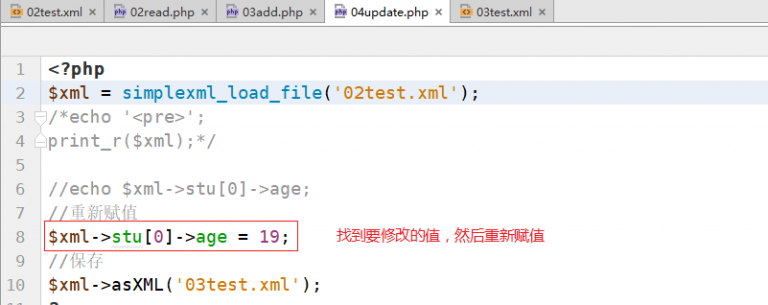 02test.xml × 02read.php × 03add.php × 04update.php × 03test.xml ×
1 <?php
2 $xml = simplexml_load_file('02test.xml');
3 /*echo '<pre>';
4 print_r($xml);*/
5
6 //echo $xml->stu[0]->age;
7 //重新赋值
8 $xml->stu[0]->age = 19; 找到要修改的值，然后重新赋值
9 //保存
10 $xml->asXML('03test.xml');